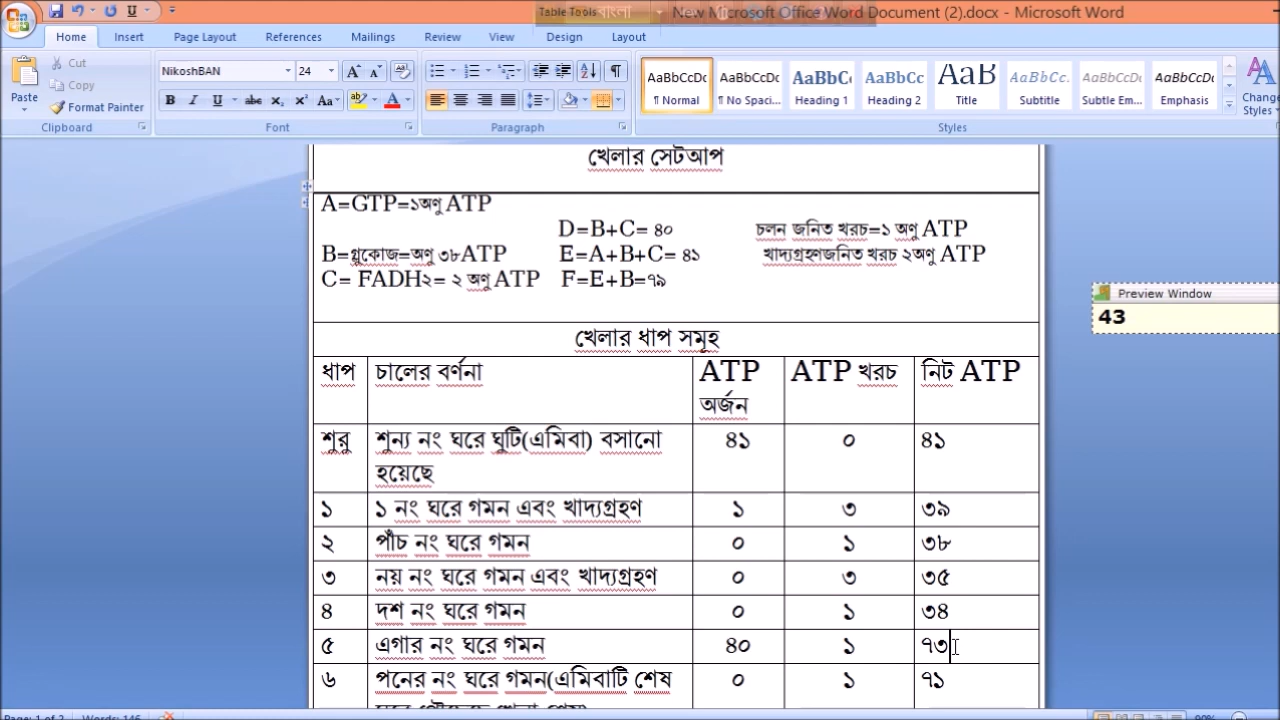 Table Tools বাংলা New Microsoft Office Word Document (2).docx - Microsoft Word
Home Insert Page Layout References Mailings Review View Design Layout
Cut
Copy
Format Painter
Paste
NikoshBAN 24
AaBbCcDc AaBbCcDc AaBbC AaBbCc AaB AaBbCc. AaBbCcDc AaBbCcDc
¶ Normal ¶ No Spaci... Heading 1 Heading 2 Title Subtitle Subtle Em... Emphasis
Change
Styles
Clipboard Font Paragraph Styles
খেলার সেটআপ
A=GTP=১অণু ATP
D=B+C= ৪০ চলন জনিত খরচ=১ অণু ATP
B=গ্লুকোজ=অণু ৩৮ATP E=A+B+C= ৪১ খাদ্যগ্রহণজনিত খরচ ২অণু ATP
C= FADH২= ২ অণু ATP F=E+B=৭৯
Preview Window
43
খেলার ধাপ সমূহ
ধাপ চালের বর্ণনা ATP অর্জন ATP খরচ নিট ATP
শুরু শুন্য নং ঘরে ঘুটি(এমিবা) বসানো হয়েছে ৪১ ০ ৪১
১ ১ নং ঘরে গমন এবং খাদ্যগ্রহণ ১ ৩ ৩৯
২ পাঁচ নং ঘরে গমন ০ ১ ৩৮
৩ নয় নং ঘরে গমন এবং খাদ্যগ্রহণ ০ ৩ ৩৫
৪ দশ নং ঘরে গমন ০ ১ ৩৪
৫ এগার নং ঘরে গমন ৪০ ১ ৭৩
৬ পনের নং ঘরে গমন(এমিবাটি শেষ ০ ১ ৭১
Page: 1 of 2 Words: 146 90%